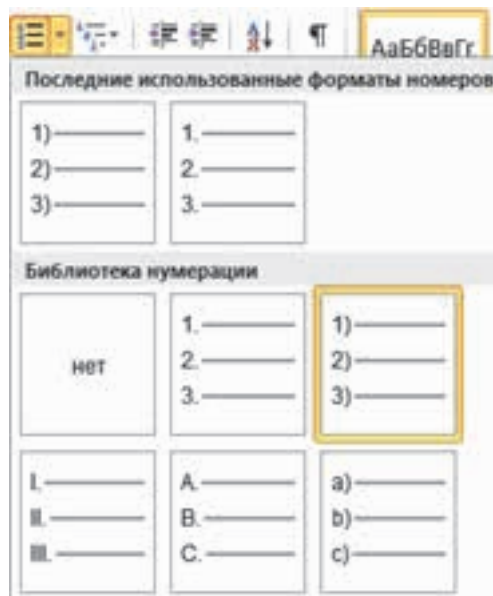 АаБбВвГг
Последние использованные форматы номеров
1) 1.
2) 2.
3) 3.
Библиотека нумерации
нет
1. 1)
2. 2)
3. 3)
I. A. a)
II. B. b)
III. C. c)